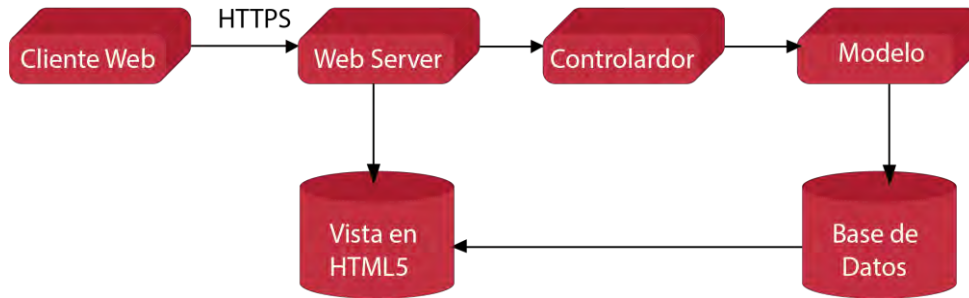 HTTPS
Cliente Web
Web Server
Controlardor
Modelo
Vista en
HTML5
Base de
Datos